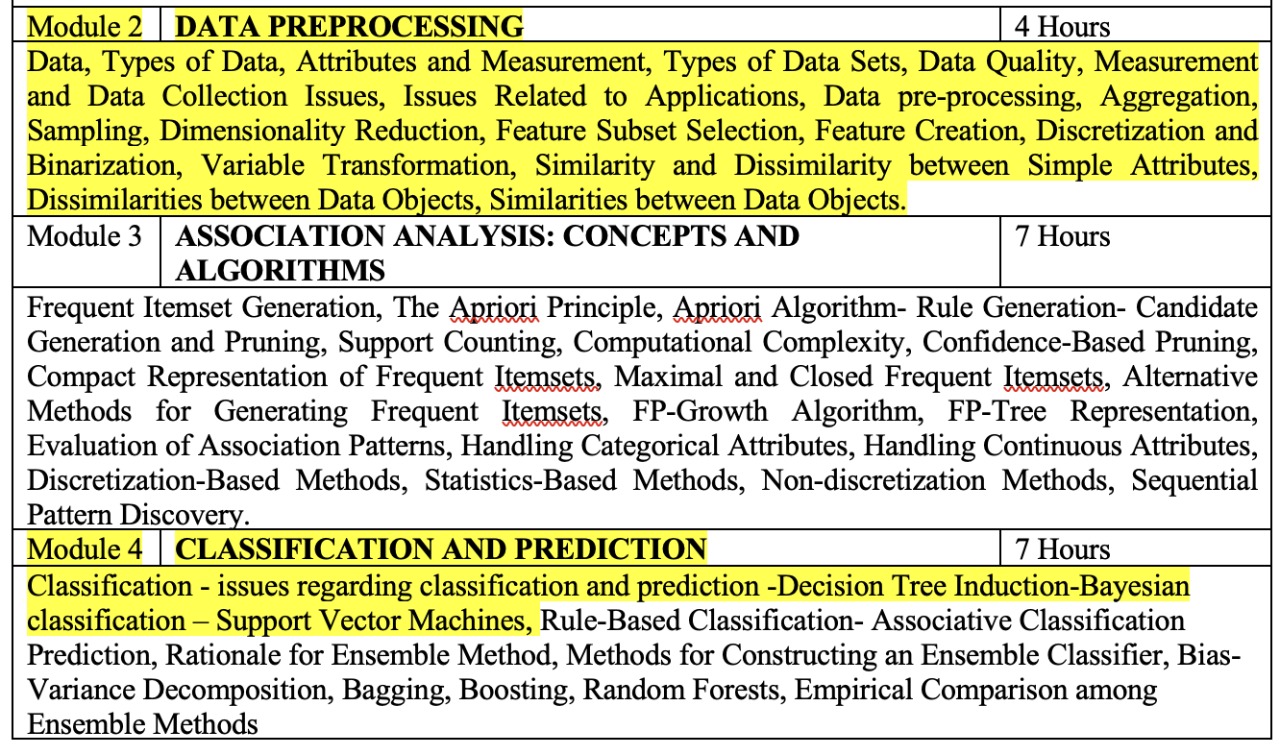 Module 2 DATA PREPROCESSING 4 Hours
Data, Types of Data, Attributes and Measurement, Types of Data Sets, Data Quality, Measurement
and Data Collection Issues, Issues Related to Applications, Data pre-processing, Aggregation,
Sampling, Dimensionality Reduction, Feature Subset Selection, Feature Creation, Discretization and
Binarization, Variable Transformation, Similarity and Dissimilarity between Simple Attributes,
Dissimilarities between Data Objects, Similarities between Data Objects.
Module 3 ASSOCIATION ANALYSIS: CONCEPTS AND 7 Hours
ALGORITHMS
Frequent Itemset Generation, The Apriori Principle, Apriori Algorithm- Rule Generation- Candidate
Generation and Pruning, Support Counting, Computational Complexity, Confidence-Based Pruning,
Compact Representation of Frequent Itemsets, Maximal and Closed Frequent Itemsets, Alternative
Methods for Generating Frequent Itemsets, FP-Growth Algorithm, FP-Tree Representation,
Evaluation of Association Patterns, Handling Categorical Attributes, Handling Continuous Attributes,
Discretization-Based Methods, Statistics-Based Methods, Non-discretization Methods, Sequential
Pattern Discovery.
Module 4 CLASSIFICATION AND PREDICTION 7 Hours
Classification - issues regarding classification and prediction -Decision Tree Induction-Bayesian
classification – Support Vector Machines, Rule-Based Classification- Associative Classification
Prediction, Rationale for Ensemble Method, Methods for Constructing an Ensemble Classifier, Bias-
Variance Decomposition, Bagging, Boosting, Random Forests, Empirical Comparison among
Ensemble Methods